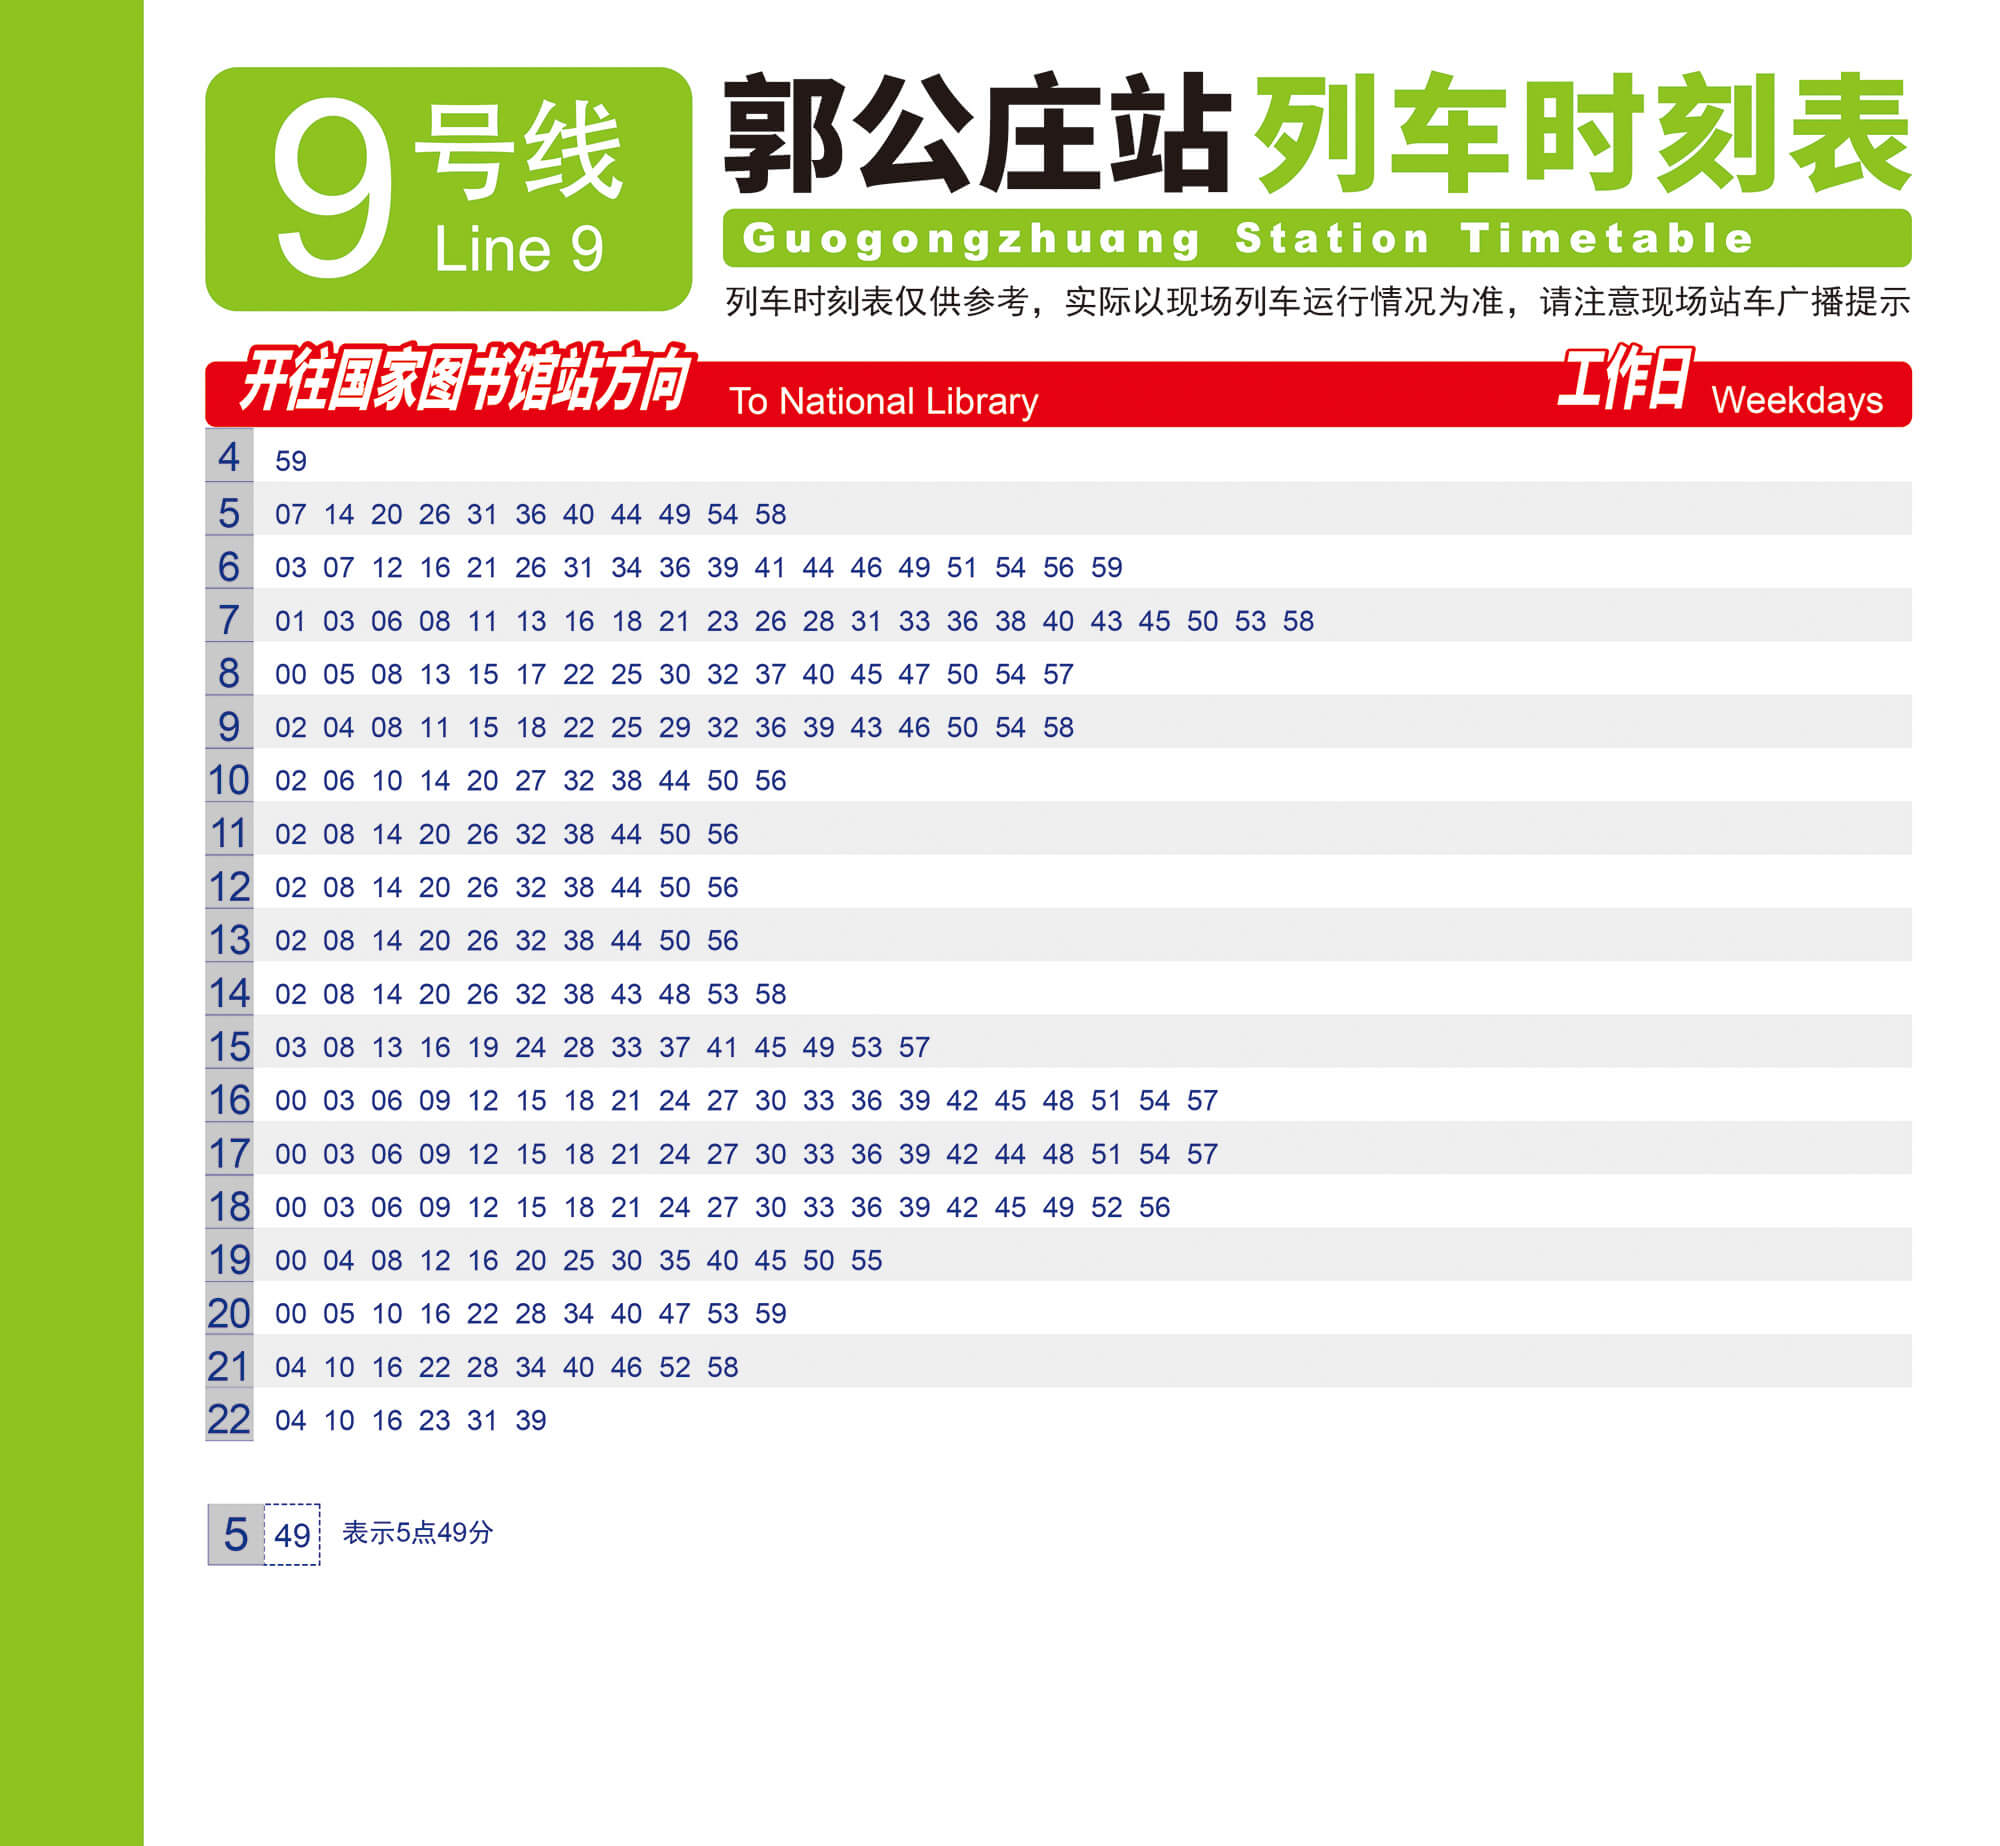 9号线
Line 9
郭公庄站列车时刻表
Guogongzhuang Station Timetable
列车时刻表仅供参考，实际以现场列车运行情况为准，请注意现场站车广播提示
开往国家图书馆站方向 To National Library 工作日 Weekdays
4 59
5 07 14 20 26 31 36 40 44 49 54 58
6 03 07 12 16 21 26 31 34 36 39 41 44 46 49 51 54 56 59
7 01 03 06 08 11 13 16 18 21 23 26 28 31 33 36 38 40 43 45 50 53 58
8 00 05 08 13 15 17 22 25 30 32 37 40 45 47 50 54 57
9 02 04 08 11 15 18 22 25 29 32 36 39 43 46 50 54 58
10 02 06 10 14 20 27 32 38 44 50 56
11 02 08 14 20 26 32 38 44 50 56
12 02 08 14 20 26 32 38 44 50 56
13 02 08 14 20 26 32 38 44 50 56
14 02 08 14 20 26 32 38 43 48 53 58
15 03 08 13 16 19 24 28 33 37 41 45 49 53 57
16 00 03 06 09 12 15 18 21 24 27 30 33 36 39 42 45 48 51 54 57
17 00 03 06 09 12 15 18 21 24 27 30 33 36 39 42 44 48 51 54 57
18 00 03 06 09 12 15 18 21 24 27 30 33 36 39 42 45 49 52 56
19 00 04 08 12 16 20 25 30 35 40 45 50 55
20 00 05 10 16 22 28 34 40 47 53 59
21 04 10 16 22 28 34 40 46 52 58
22 04 10 16 23 31 39
5 49 表示5点49分